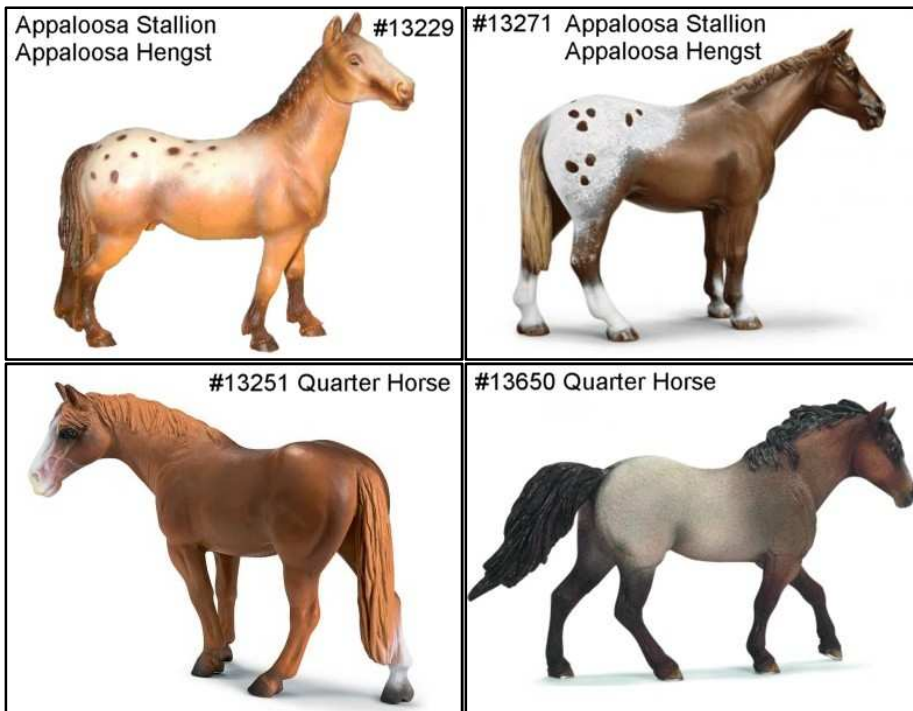 Appaloosa Stallion #13229
Appaloosa Hengst
#13271 Appaloosa Stallion
Appaloosa Hengst
#13251 Quarter Horse
#13650 Quarter Horse